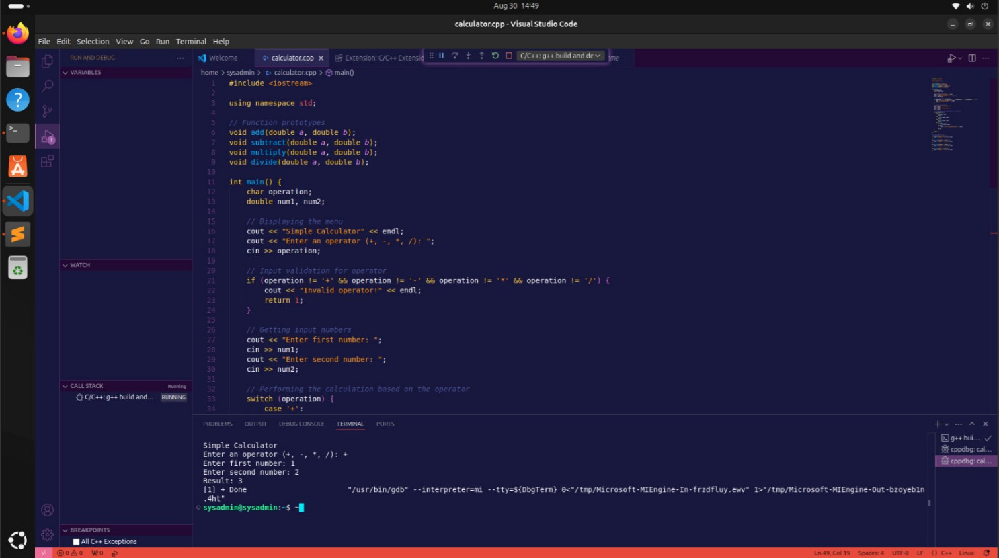 Aug 30 14:49
calculator.cpp - Visual Studio Code
File Edit Selection View Go Run Terminal Help
RUN AND DEBUG
Welcome calculator.cpp Extension: C/C++ Extensio C/C++: g++ build and de
VARIABLES
home > sysadmin > calculator.cpp > main()
1 #include <iostream>
2
3 using namespace std;
4
5 // Function prototypes
6 void add(double a, double b);
7 void subtract(double a, double b);
8 void multiply(double a, double b);
9 void divide(double a, double b);
10
11 int main() {
12 char operation;
13 double num1, num2;
14
15 // Displaying the menu
16 cout << "Simple Calculator" << endl;
17 cout << "Enter an operator (+, -, *, /): ";
18 cin >> operation;
19
20 // Input validation for operator
21 if (operation != '+' && operation != '-' && operation != '*' && operation != '/') {
22 cout << "Invalid operator!" << endl;
23 return 1;
24 }
25
26 // Getting input numbers
27 cout << "Enter first number: ";
28 cin >> num1;
29 cout << "Enter second number: ";
30 cin >> num2;
31
32 // Performing the calculation based on the operator
33 switch (operation) {
34 case '+':
WATCH
CALL STACK Running
C/C++: g++ build and... RUNNING
BREAKPOINTS
All C++ Exceptions
PROBLEMS OUTPUT DEBUG CONSOLE TERMINAL PORTS
Simple Calculator
Enter an operator (+, -, *, /): +
Enter first number: 1
Enter second number: 2
Result: 3
[1] + Done "/usr/bin/gdb" --interpreter=mi --tty=${DbgTerm} 0<"/tmp/Microsoft-MIEngine-In-frzdfluy.ewv" 1>"/tmp/Microsoft-MIEngine-Out-bzoyeb1n
.4ht"
sysadmin@sysadmin:~$ ~
g++ bui...
cppdbg: cal...
cppdbg: cal...
0 0 0 Ln 49, Col 19 Spaces: 4 UTF-8 LF {} C++ Linux